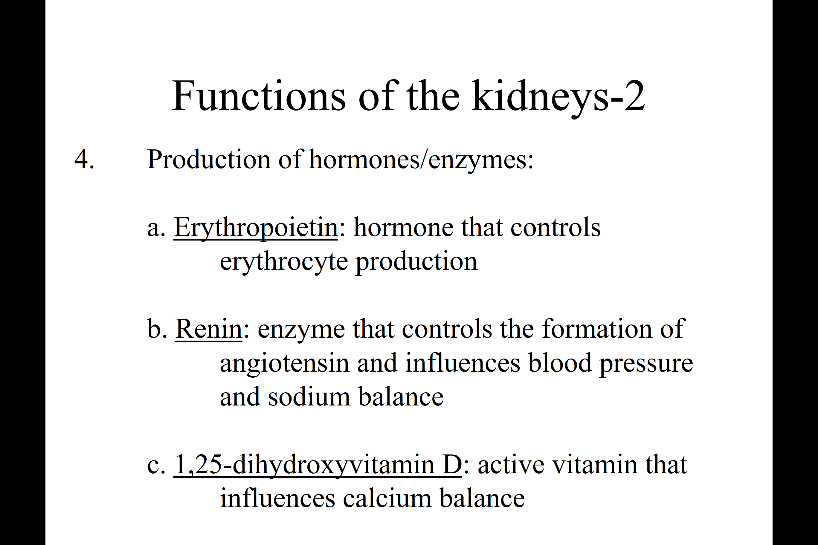 Functions of the kidneys-2
4. Production of hormones/enzymes:
a. Erythropoietin: hormone that controls
erythrocyte production
b. Renin: enzyme that controls the formation of
angiotensin and influences blood pressure
and sodium balance
c. 1,25-dihydroxyvitamin D: active vitamin that
influences calcium balance